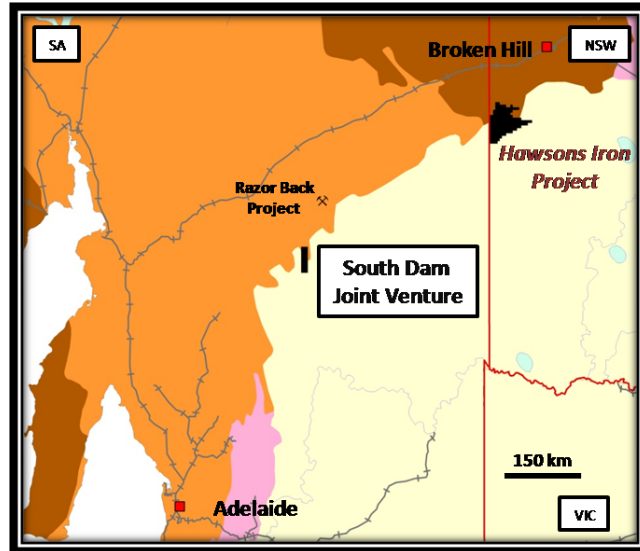 SA
Broken Hill
NSW
Hawsons Iron
Project
Razor Back
Project
South Dam
Joint Venture
150 km
Adelaide
VIC